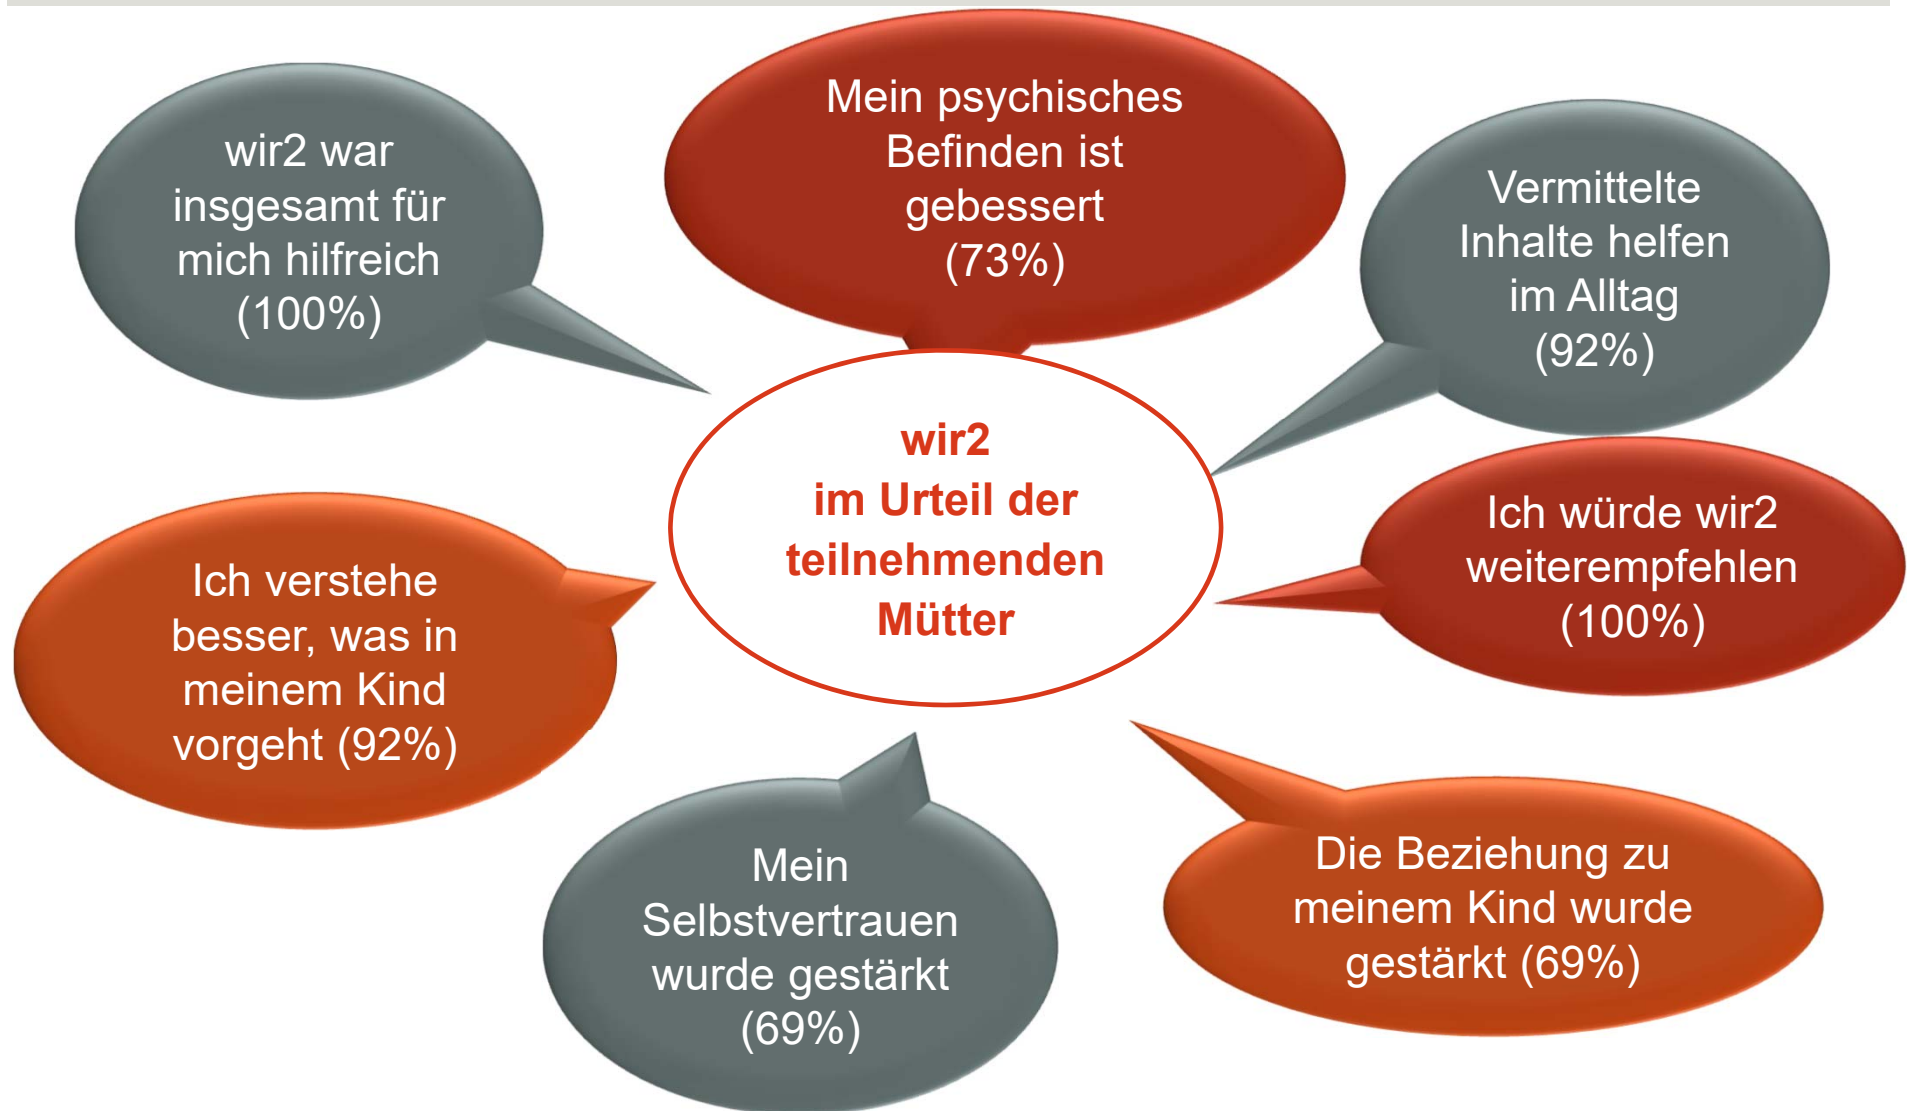 wir2 war
insgesamt für
mich hilfreich
(100%)
Mein psychisches
Befinden ist
gebessert
(73%)
Vermittelte
Inhalte helfen
im Alltag
(92%)
wir2
im Urteil der
teilnehmenden
Mütter
Ich würde wir2
weiterempfehlen
(100%)
Ich verstehe
besser, was in
meinem Kind
vorgeht (92%)
Mein
Selbstvertrauen
wurde gestärkt
(69%)
Die Beziehung zu
meinem Kind wurde
gestärkt (69%)